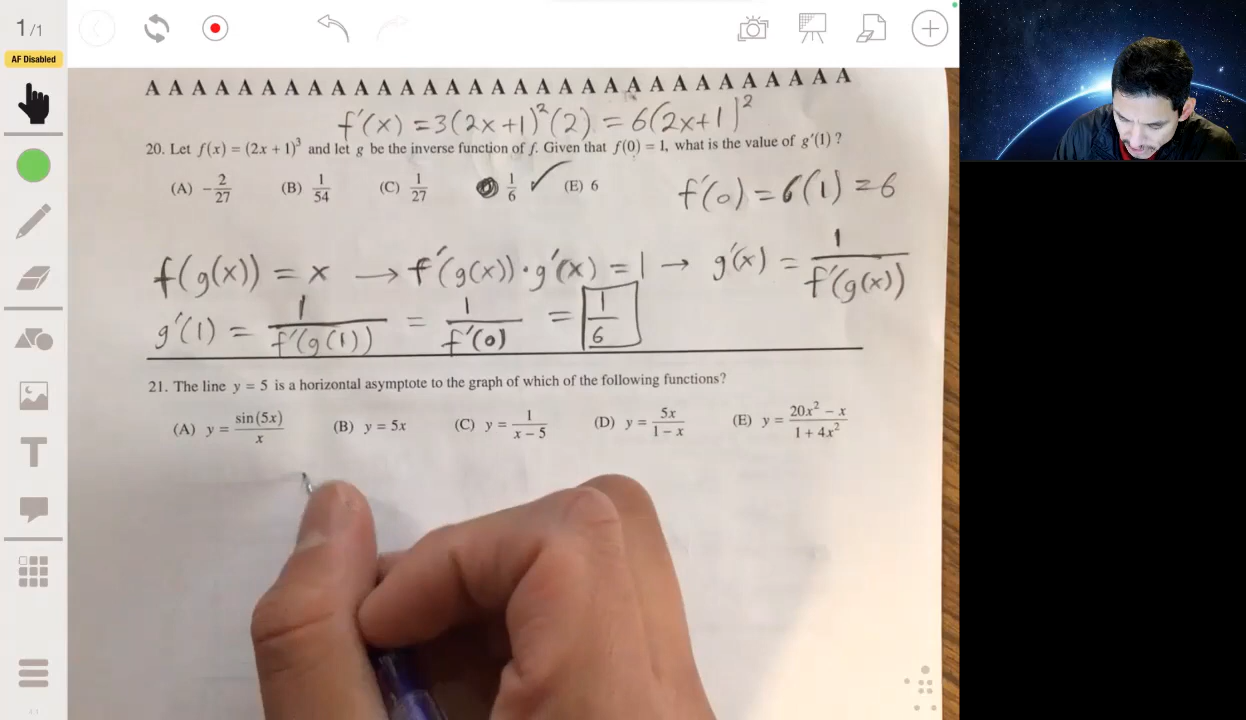 1/1
AF Disabled
A A A A A A A A A A A A A A A A A A A A A A A A A A A A A A A
f'(x) = 3(2x+1)²(2) = 6(2x+1)²
20. Let f(x) = (2x + 1)³ and let g be the inverse function of f. Given that f(0) = 1, what is the value of g'(1) ?
(A) −2/27 (B) 1/54 (C) 1/27 1/6 ✓ (E) 6
f'(0) = 6(1) = 6
f(g(x)) = x → f'(g(x))·g'(x) = 1 → g'(x) = 1/f'(g(x))
g'(1) = 1/f'(g(1)) = 1/f'(0) = 1/6
21. The line y = 5 is a horizontal asymptote to the graph of which of the following functions?
(A) y = sin(5x)/x (B) y = 5x (C) y = 1/(x − 5) (D) y = 5x/(1 − x) (E) y = (20x² − x)/(1 + 4x²)
T